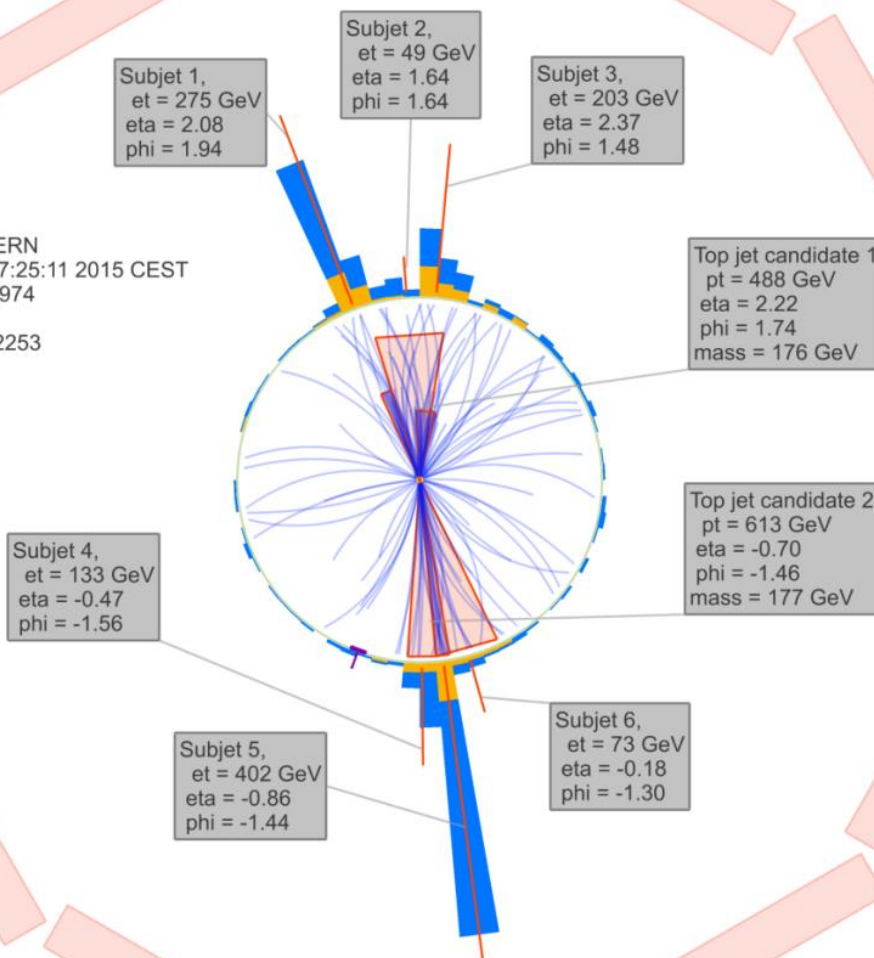 Subjet 2,
et = 49 GeV
eta = 1.64
phi = 1.64
Subjet 1,
et = 275 GeV
eta = 2.08
phi = 1.94
Subjet 3,
et = 203 GeV
eta = 2.37
phi = 1.48
ERN
7:25:11 2015 CEST
974
2253
Top jet candidate 1
pt = 488 GeV
eta = 2.22
phi = 1.74
mass = 176 GeV
Top jet candidate 2
pt = 613 GeV
eta = -0.70
phi = -1.46
mass = 177 GeV
Subjet 4,
et = 133 GeV
eta = -0.47
phi = -1.56
Subjet 5,
et = 402 GeV
eta = -0.86
phi = -1.44
Subjet 6,
et = 73 GeV
eta = -0.18
phi = -1.30